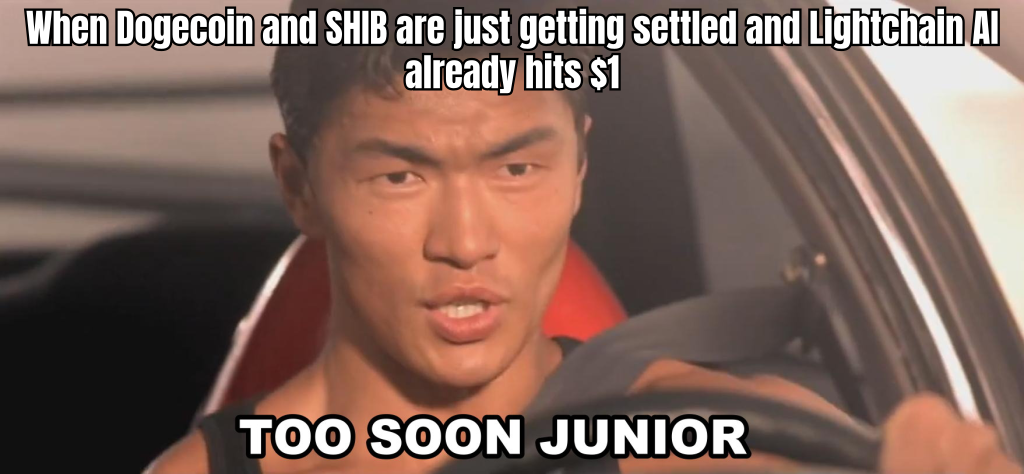 When Dogecoin and SHIB are just getting settled and Lightchain AI
already hits $1
TOO SOON JUNIOR